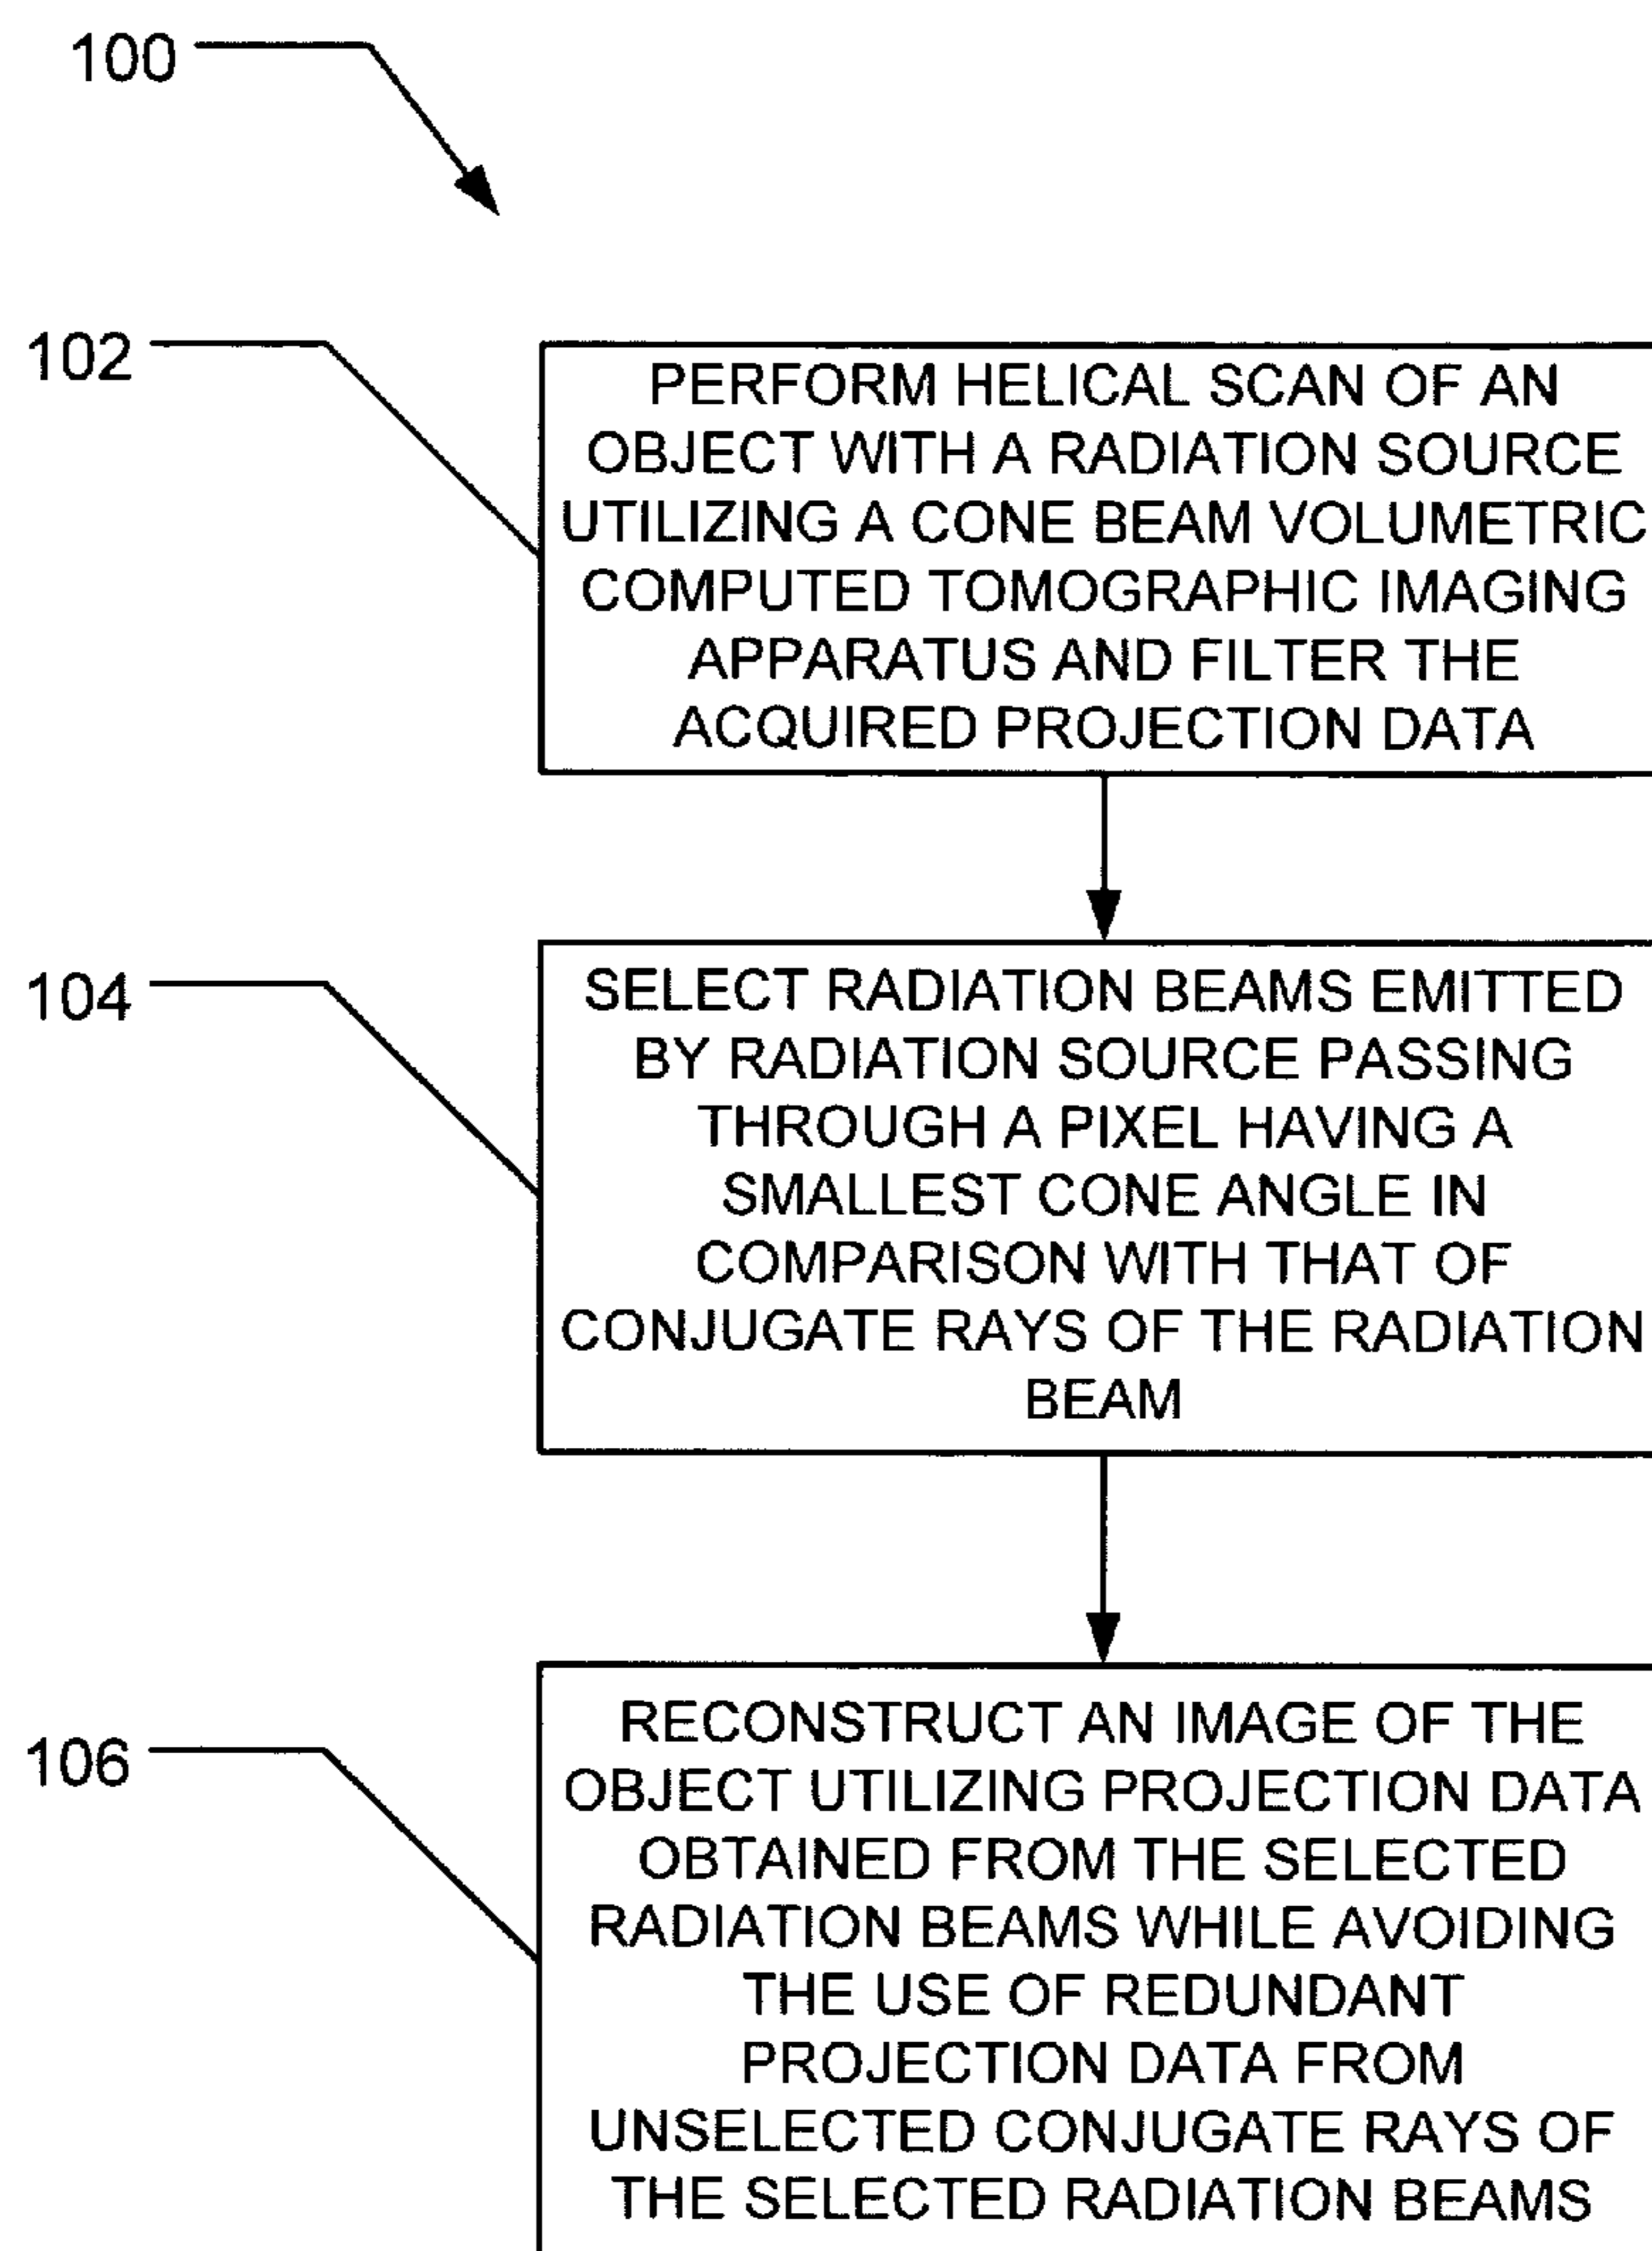 100
102
PERFORM HELICAL SCAN OF AN
OBJECT WITH A RADIATION SOURCE
UTILIZING A CONE BEAM VOLUMETRIC
COMPUTED TOMOGRAPHIC IMAGING
APPARATUS AND FILTER THE
ACQUIRED PROJECTION DATA
104
SELECT RADIATION BEAMS EMITTED
BY RADIATION SOURCE PASSING
THROUGH A PIXEL HAVING A
SMALLEST CONE ANGLE IN
COMPARISON WITH THAT OF
CONJUGATE RAYS OF THE RADIATION
BEAM
106
RECONSTRUCT AN IMAGE OF THE
OBJECT UTILIZING PROJECTION DATA
OBTAINED FROM THE SELECTED
RADIATION BEAMS WHILE AVOIDING
THE USE OF REDUNDANT
PROJECTION DATA FROM
UNSELECTED CONJUGATE RAYS OF
THE SELECTED RADIATION BEAMS